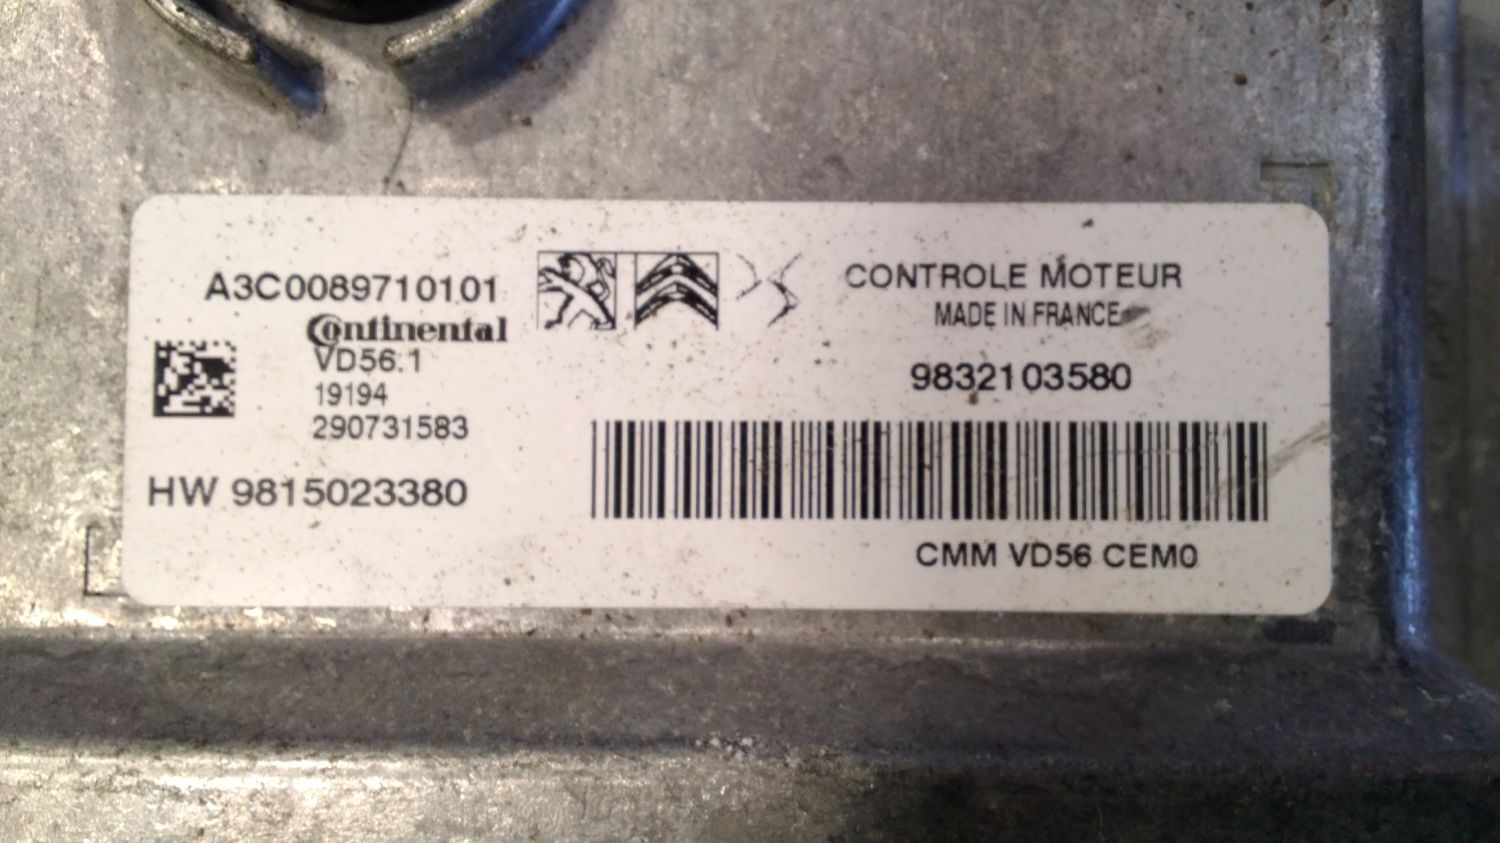 A3C0089710101
Continental
VD56.1
19194
290731583
HW 9815023380
CONTROLE MOTEUR
MADE IN FRANCE
9832103580
CMM VD56 CEM0